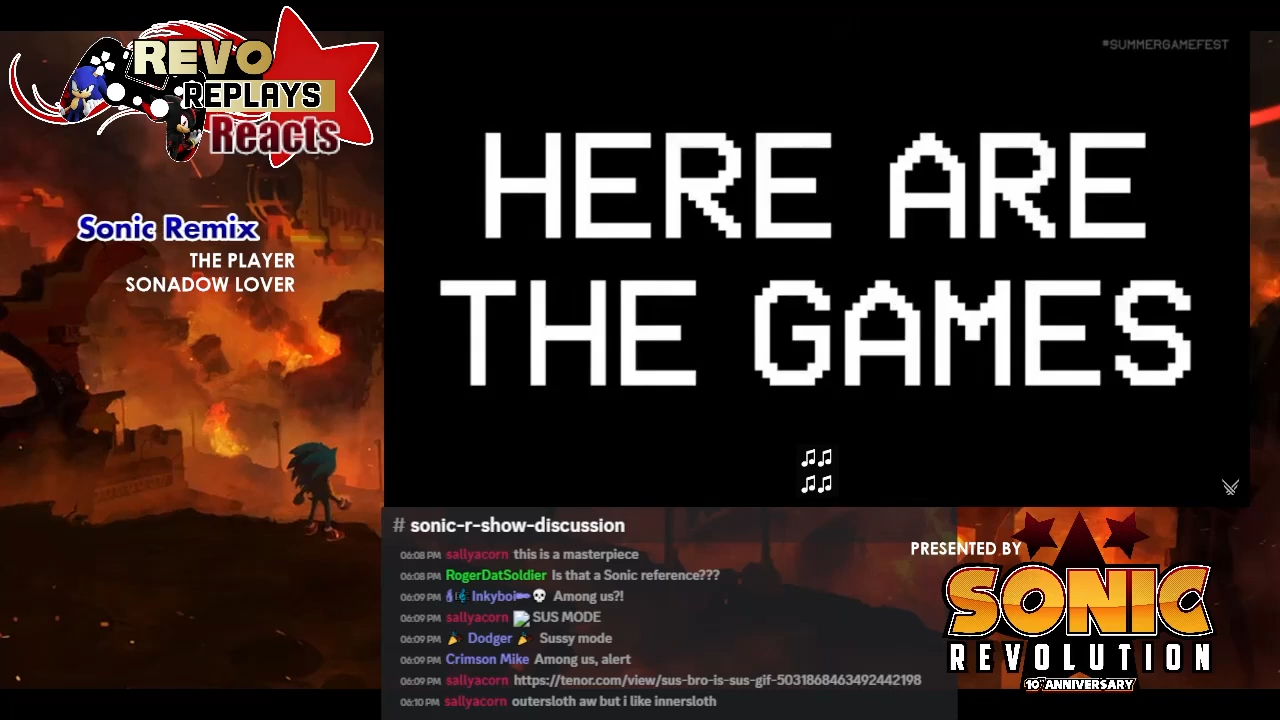 REVO
REPLAYS
Reacts
Sonic Remix
THE PLAYER
SONADOW LOVER
#SUMMERGAMEFEST
HERE ARE
THE GAMES
♫♫
♫♫
# sonic-r-show-discussion
06:08 PM sallyacorn this is a masterpiece
06:08 PM RogerDatSoldier Is that a Sonic reference???
06:09 PM Inkyboi Among us?!
06:09 PM sallyacorn SUS MODE
06:09 PM 🎉 Dodger 🎉 Sussy mode
06:09 PM Crimson Mike Among us, alert
06:09 PM sallyacorn https://tenor.com/view/sus-bro-is-sus-gif-5031868463492442198
06:10 PM sallyacorn outersloth aw but i like innersloth
PRESENTED BY
SONIC
REVOLUTION
10TH ANNIVERSARY